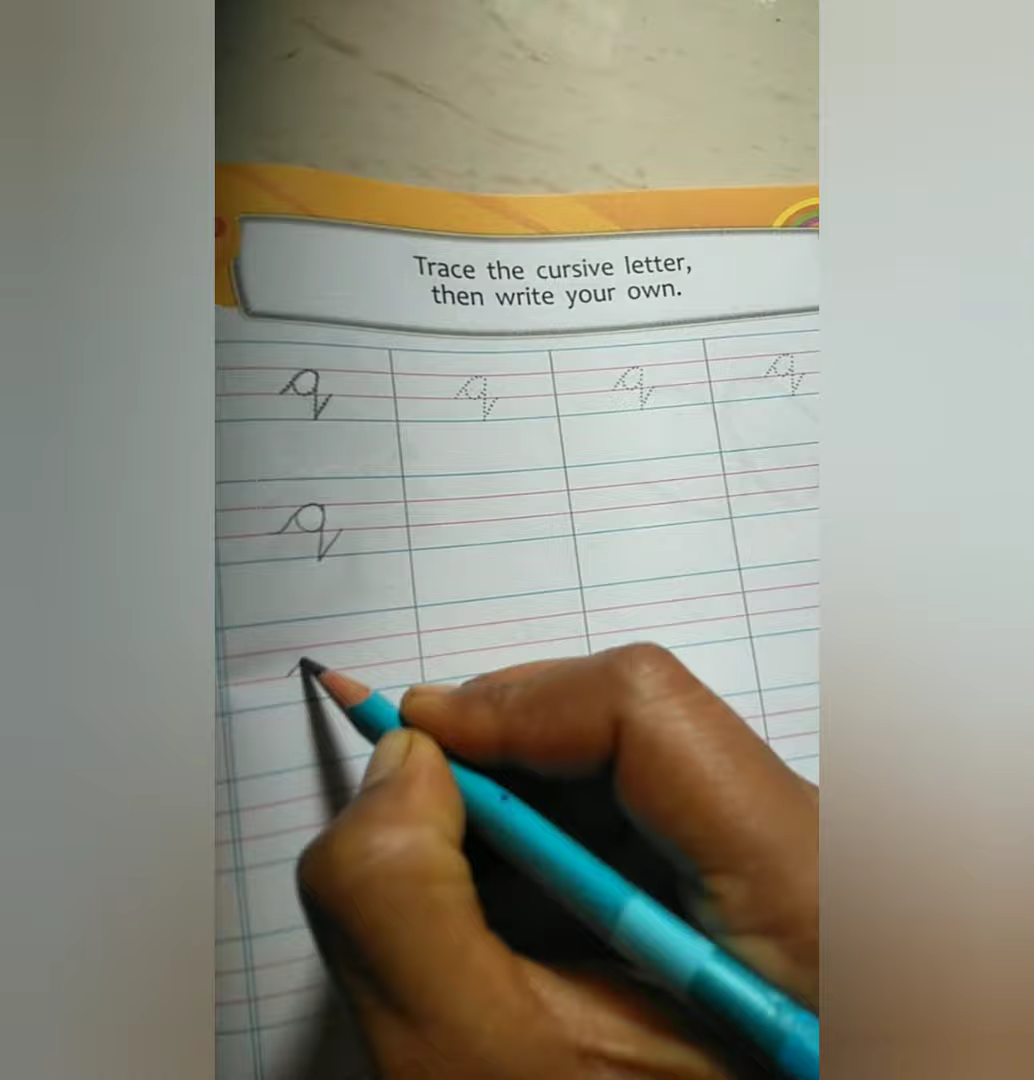 Trace the cursive letter,
then write your own.
q q q q
q